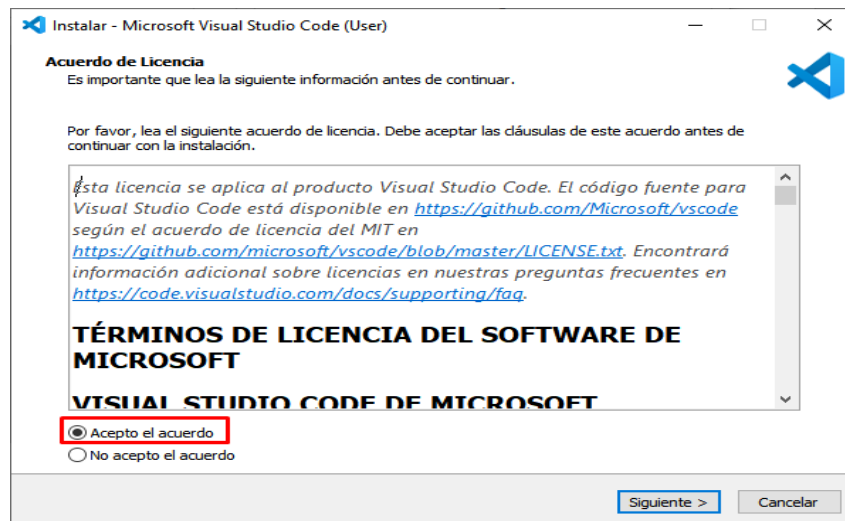 Instalar - Microsoft Visual Studio Code (User)
Acuerdo de Licencia
Es importante que lea la siguiente información antes de continuar.
Por favor, lea el siguiente acuerdo de licencia. Debe aceptar las cláusulas de este acuerdo antes de
continuar con la instalación.
Esta licencia se aplica al producto Visual Studio Code. El código fuente para
Visual Studio Code está disponible en https://github.com/Microsoft/vscode
según el acuerdo de licencia del MIT en
https://github.com/microsoft/vscode/blob/master/LICENSE.txt. Encontrará
información adicional sobre licencias en nuestras preguntas frecuentes en
https://code.visualstudio.com/docs/supporting/faq.
TÉRMINOS DE LICENCIA DEL SOFTWARE DE
MICROSOFT
VISUAL STUDIO CODE DE MICROSOFT
Acepto el acuerdo
No acepto el acuerdo
Siguiente > Cancelar